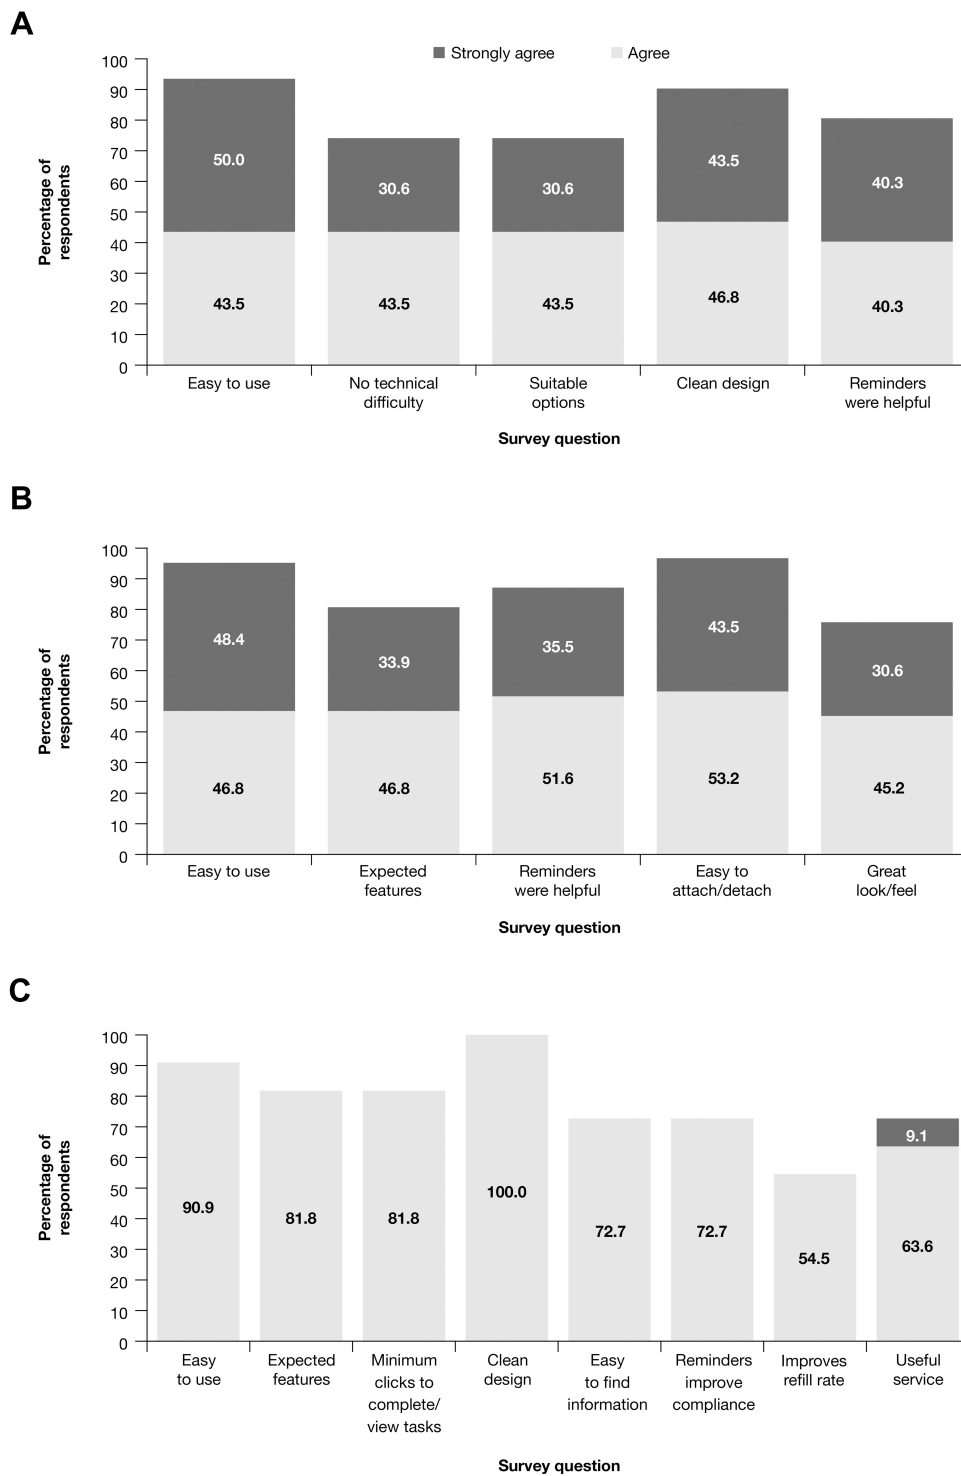 A
Strongly agree Agree
100
90
80
70
60
50
40
30
20
10
0
Percentage of
respondents
50.0 30.6 30.6 43.5 40.3
43.5 43.5 43.5 46.8 40.3
Easy to use No technical Suitable Clean design Reminders
difficulty options were helpful
Survey question
B
100
90
80
70
60
50
40
30
20
10
0
Percentage of
respondents
48.4 33.9 35.5 43.5 30.6
46.8 46.8 51.6 53.2 45.2
Easy to use Expected Reminders Easy to Great
features were helpful attach/detach look/feel
Survey question
C
100
90
80
70
60
50
40
30
20
10
0
Percentage of
respondents
9.1
90.9 81.8 81.8 100.0 72.7 72.7 54.5 63.6
Easy Expected Minimum Clean Easy Reminders Improves Useful
to use features clicks to design to find improve refill rate service
complete/ information compliance
view tasks
Survey question